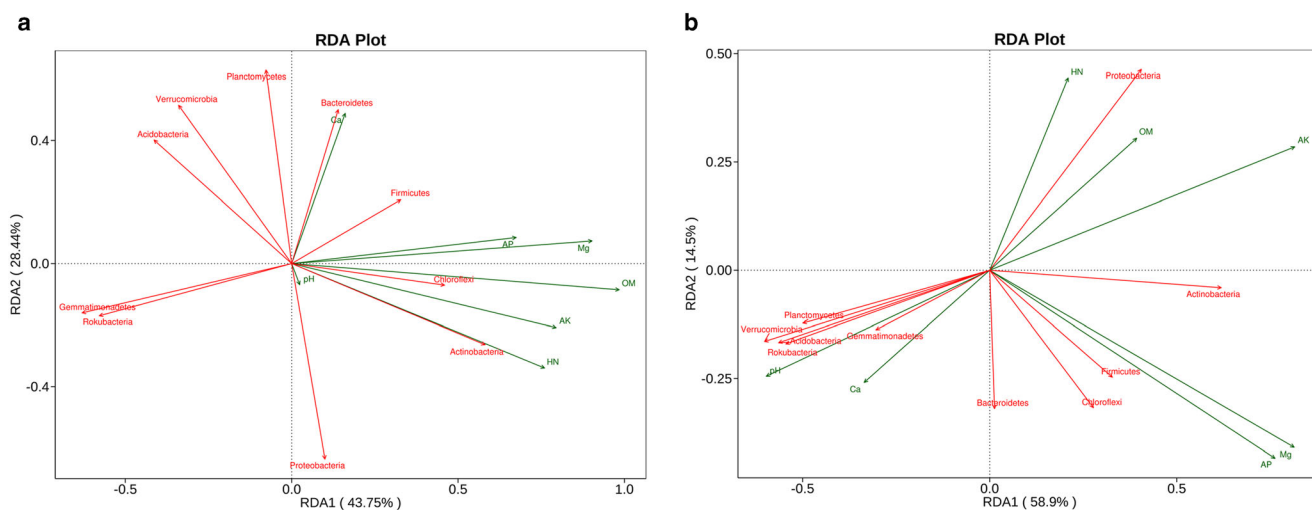 a
RDA Plot
Planctomycetes
Verrucomicrobia
Bacteroidetes
Ca
Acidobacteria
Firmicutes
AP
Mg
pH
Chloroflexi
OM
Gemmatimonadetes
Rokubacteria
AK
Actinobacteria
HN
Proteobacteria
0.4
0.0
-0.4
RDA2 ( 28.44% )
-0.5
0.0
0.5
1.0
RDA1 ( 43.75% )
b
RDA Plot
HN
Proteobacteria
OM
AK
Actinobacteria
Planctomycetes
Verrucomicrobia
Gemmatimonadetes
Acidobacteria
Rokubacteria
pH
Ca
Firmicutes
Bacteroidetes
Chloroflexi
Mg
AP
0.50
0.25
0.00
-0.25
-0.50
RDA2 ( 14.5% )
-0.5
0.0
0.5
RDA1 ( 58.9% )